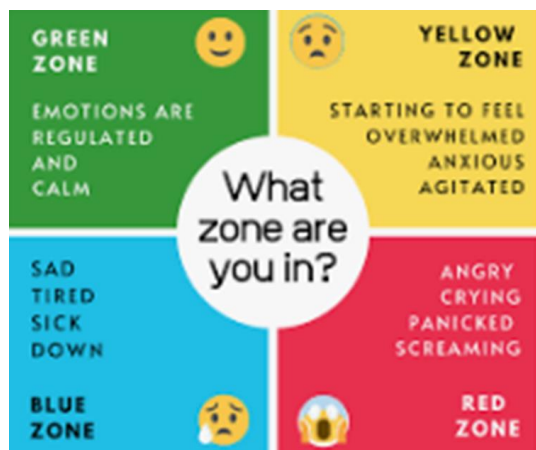 GREEN
ZONE
EMOTIONS ARE
REGULATED
AND
CALM
YELLOW
ZONE
STARTING TO FEEL
OVERWHELMED
ANXIOUS
AGITATED
What
zone are
you in?
SAD
TIRED
SICK
DOWN
BLUE
ZONE
ANGRY
CRYING
PANICKED
SCREAMING
RED
ZONE